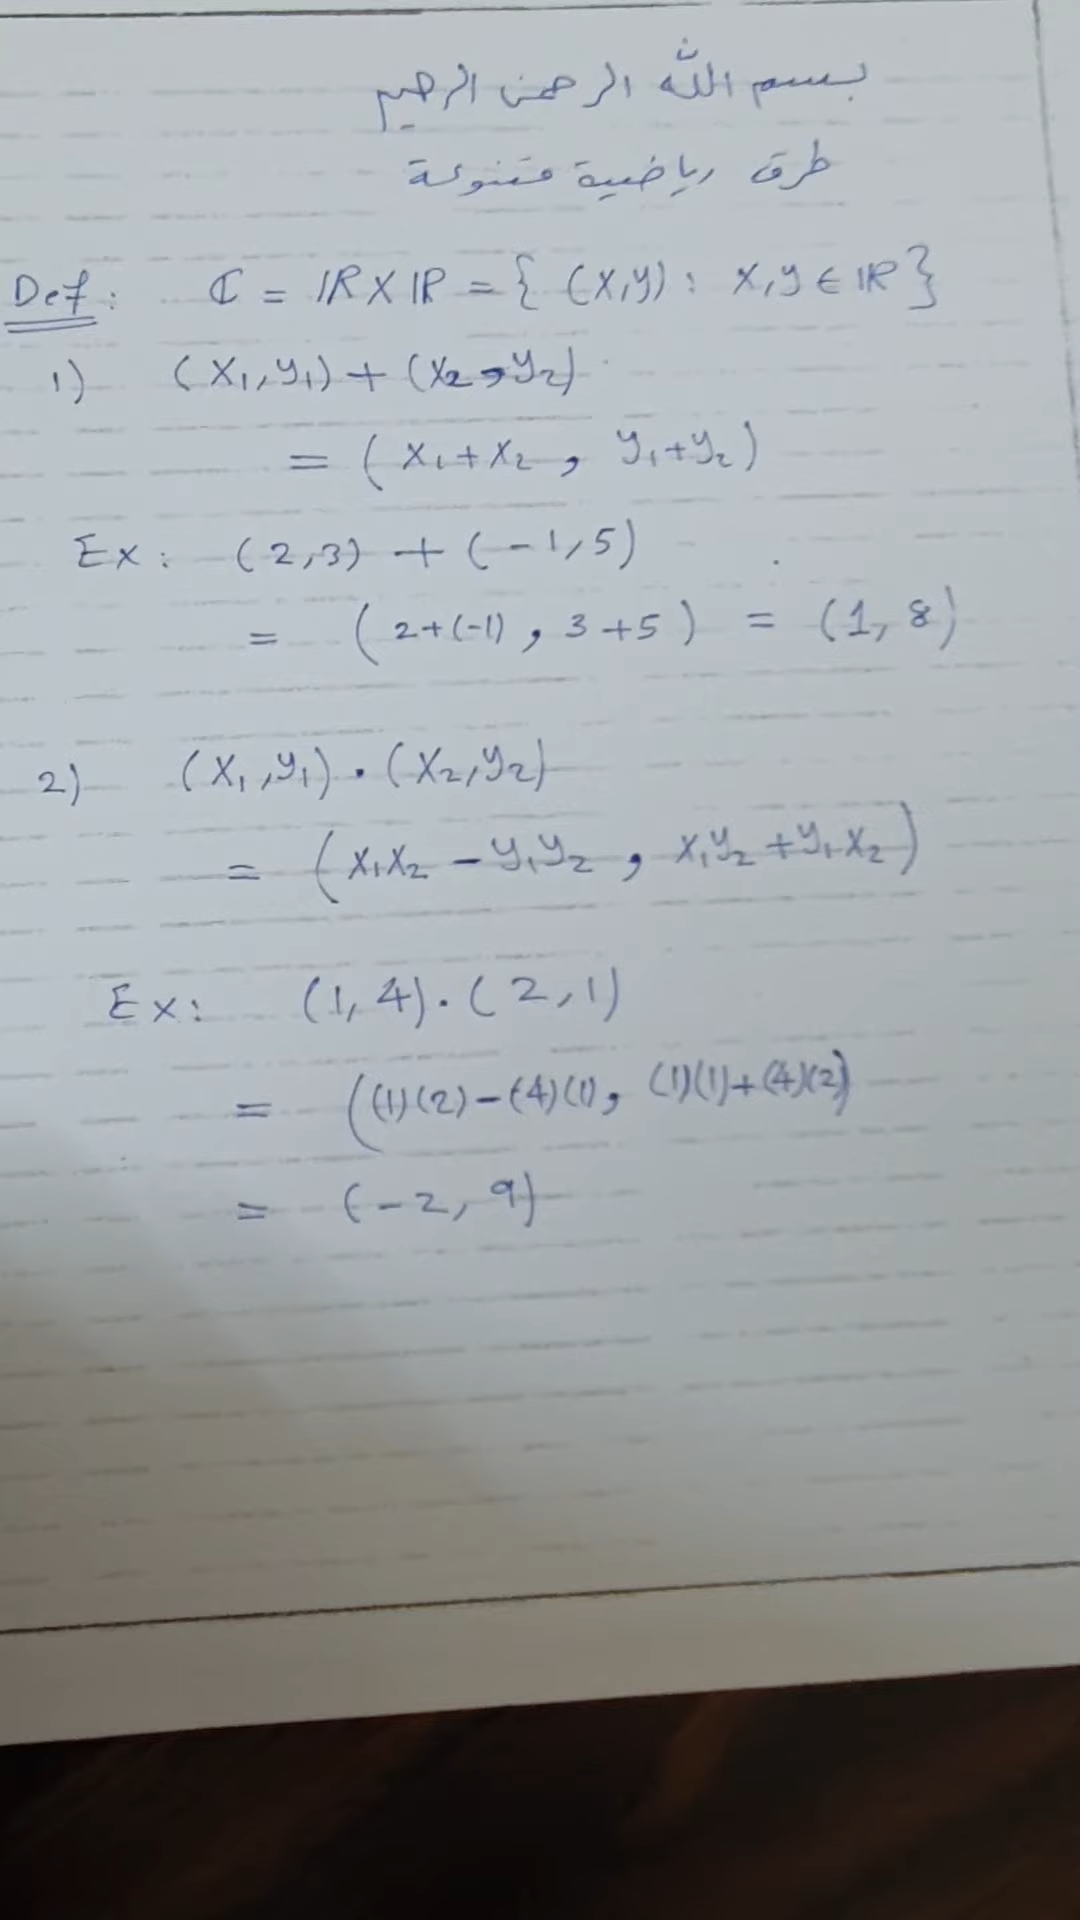 بسم الله الرحمن الرحيم
طرق رياضية متنوعة
Def: ℂ = ℝ × ℝ = { (x,y) : x,y ∈ ℝ }
1) (x₁,y₁) + (x₂,y₂)
= (x₁+x₂ , y₁+y₂)
Ex: (2,3) + (-1,5)
= (2+(-1), 3+5) = (1,8)
2) (x₁,y₁) · (x₂,y₂)
= (x₁x₂ - y₁y₂ , x₁y₂ + y₁x₂)
Ex: (1,4) · (2,1)
= ((1)(2)-(4)(1), (1)(1)+(4)(2))
= (-2, 9)